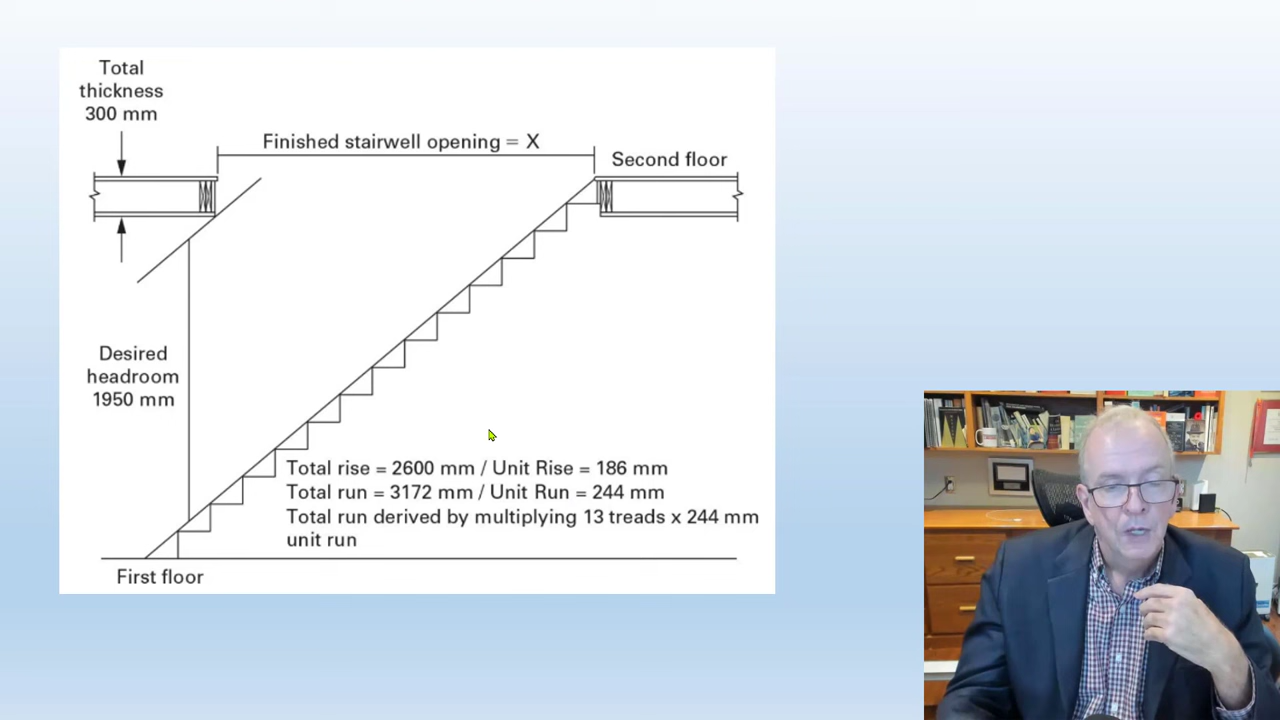 Total
thickness
300 mm
Finished stairwell opening = X
Second floor
Desired
headroom
1950 mm
Total rise = 2600 mm / Unit Rise = 186 mm
Total run = 3172 mm / Unit Run = 244 mm
Total run derived by multiplying 13 treads x 244 mm
unit run
First floor